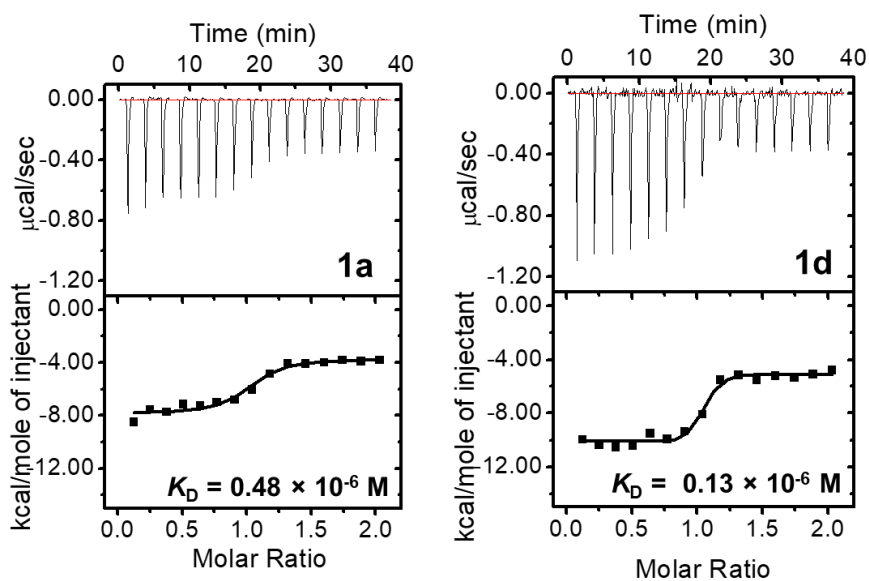 Time (min)
0 10 20 30 40
0.00
-0.40
-0.80
-1.20
µcal/sec
1a
0.00
-4.00
-8.00
-12.00
kcal/mole of injectant
K_D = 0.48 × 10⁻⁶ M
0.0 0.5 1.0 1.5 2.0
Molar Ratio
Time (min)
0 10 20 30 40
0.00
-0.40
-0.80
-1.20
µcal/sec
1d
0.00
-4.00
-8.00
-12.00
kcal/mole of injectant
K_D = 0.13 × 10⁻⁶ M
0.0 0.5 1.0 1.5 2.0
Molar Ratio